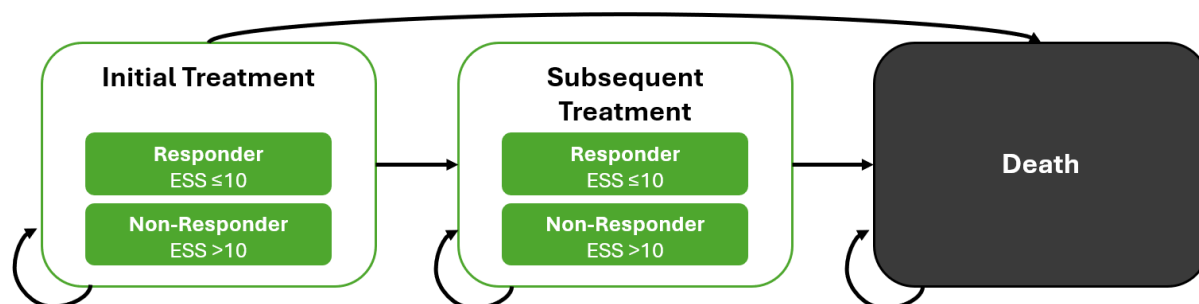 Initial Treatment
Responder
ESS ≤10
Non-Responder
ESS >10
Subsequent
Treatment
Responder
ESS ≤10
Non-Responder
ESS >10
Death